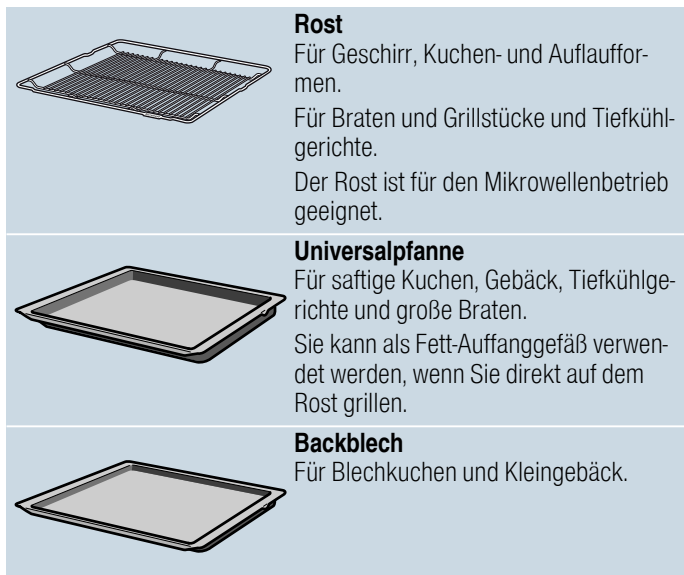 Rost
Für Geschirr, Kuchen- und Auflauffor-
men.
Für Braten und Grillstücke und Tiefkühl-
gerichte.
Der Rost ist für den Mikrowellenbetrieb
geeignet.
Universalpfanne
Für saftige Kuchen, Gebäck, Tiefkühlge-
richte und große Braten.
Sie kann als Fett-Auffanggefäß verwen-
det werden, wenn Sie direkt auf dem
Rost grillen.
Backblech
Für Blechkuchen und Kleingebäck.